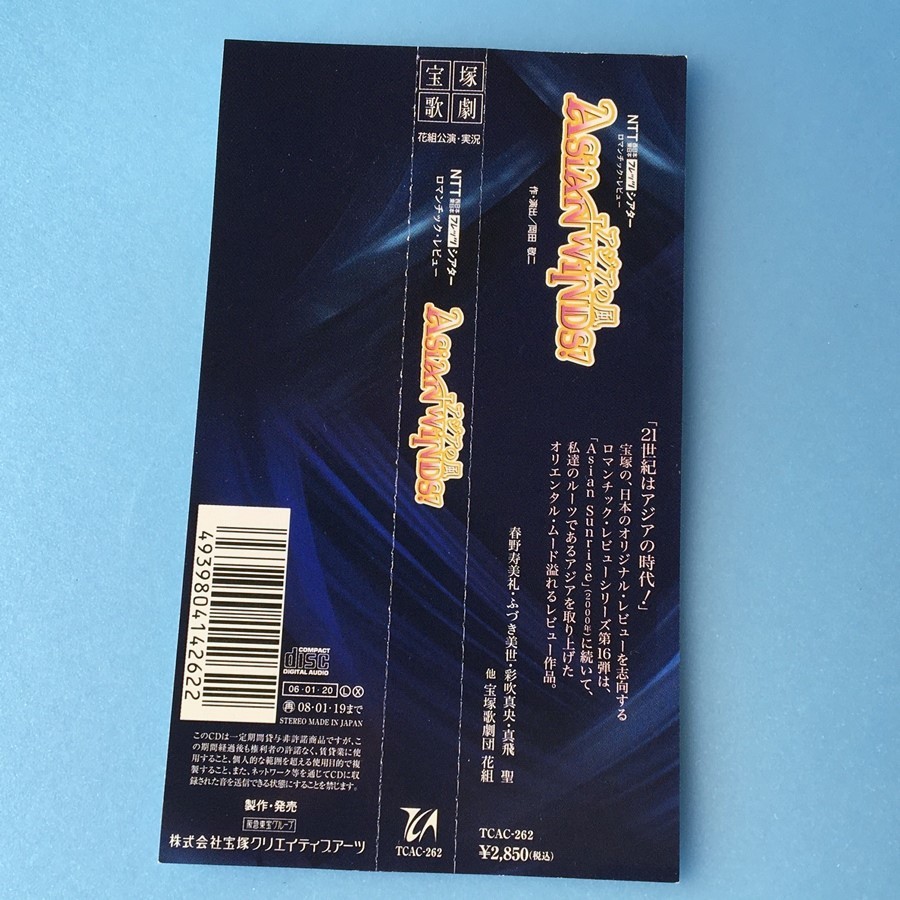 NTT 東日本 西日本 フレッツシアター
ロマンチック・レビュー
ASIAN WINDS!
アジアの風
作・演出/岡田 敬二
「21世紀はアジアの時代!」
宝塚の、日本のオリジナル・レビューを志向する
ロマンチック・レビューシリーズ第16弾は、
「Asian Sunrise」(2000年)に続いて、
私達のルーツであるアジアを取り上げた
オリエンタル・ムード溢れるレビュー作品。
春野寿美礼・ふづき美世・彩吹真央・真飛 聖
他 宝塚歌劇団 花組
TCAC-262
¥2,850(税込)
宝塚
歌劇
花組公演・実況
NTT 東日本 西日本 フレッツシアター
ロマンチック・レビュー
ASIAN WINDS!
アジアの風
TCAC-262
4939804142622
COMPACT
disc
DIGITAL AUDIO
06・01・20 Ⓛ Ⓧ
再 08・01・19まで
STEREO MADE IN JAPAN
このCDは一定期間貸与非許諾商品ですが、こ
の期間経過後も権利者の許諾なく、賃貸業に使
用すること、個人的な範囲を超える使用目的で複
製すること、また、ネットワーク等を通じてCDに収
録された音を送信できる状態にすることを禁じます。
製作・発売
阪急東宝グループ
株式会社宝塚クリエイティブアーツ